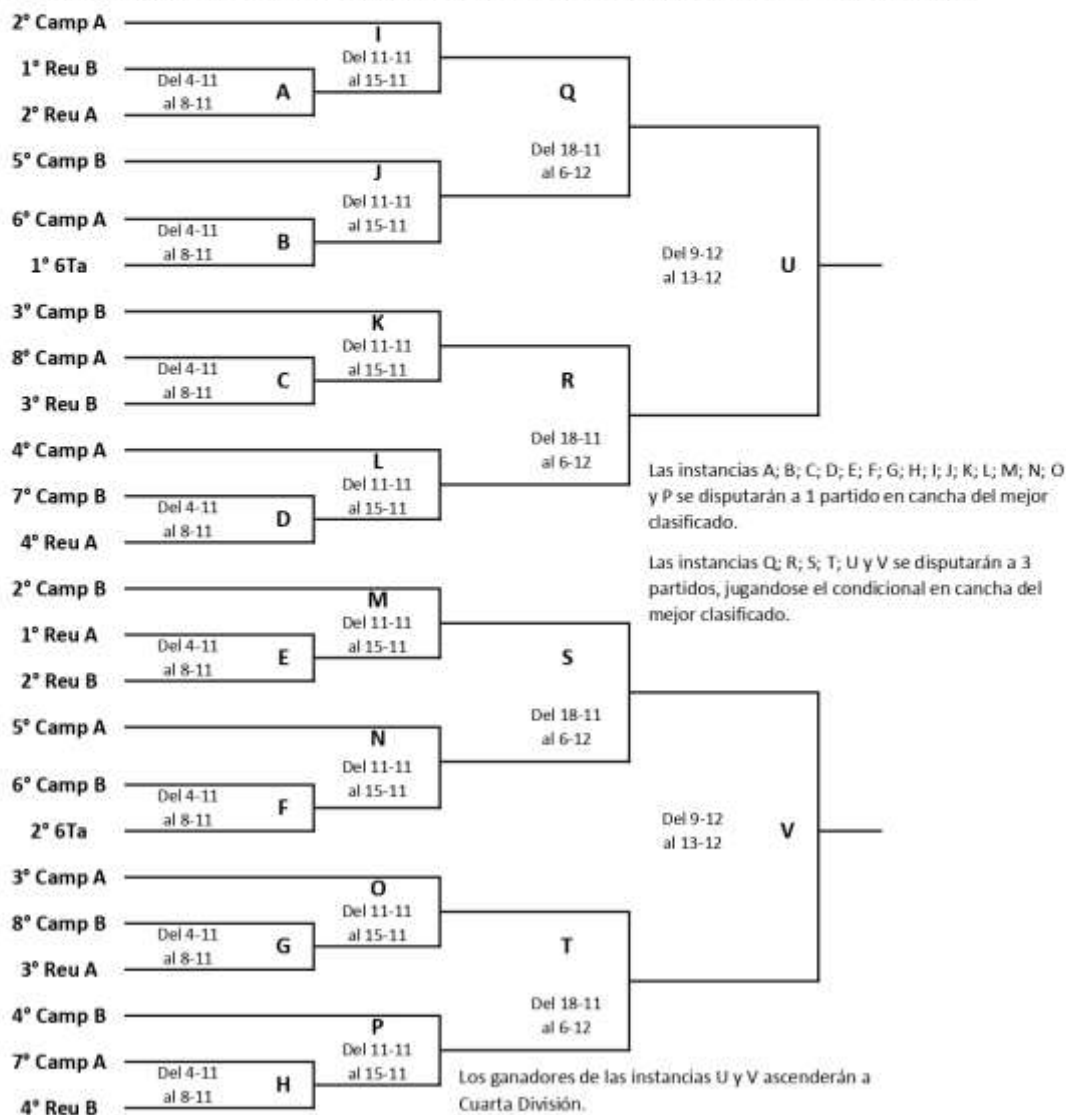 2° Camp A
I
Del 11-11
al 15-11
1° Reu B
Del 4-11
al 8-11
A
2° Reu A
Q
Del 18-11
al 6-12
5° Camp B
J
Del 11-11
al 15-11
6° Camp A
Del 4-11
al 8-11
B
1° 6Ta
Del 9-12
al 13-12
U
3° Camp B
K
Del 11-11
al 15-11
8° Camp A
Del 4-11
al 8-11
C
3° Reu B
R
Del 18-11
al 6-12
4° Camp A
L
Del 11-11
al 15-11
7° Camp B
Del 4-11
al 8-11
D
4° Reu A
Las instancias A; B; C; D; E; F; G; H; I; J; K; L; M; N; O
y P se disputarán a 1 partido en cancha del mejor
clasificado.
Las instancias Q; R; S; T; U y V se disputarán a 3
partidos, jugandose el condicional en cancha del
mejor clasificado.
2° Camp B
M
Del 11-11
al 15-11
1° Reu A
Del 4-11
al 8-11
E
2° Reu B
S
Del 18-11
al 6-12
5° Camp A
N
Del 11-11
al 15-11
6° Camp B
Del 4-11
al 8-11
F
2° 6Ta
Del 9-12
al 13-12
V
3° Camp A
O
Del 11-11
al 15-11
8° Camp B
Del 4-11
al 8-11
G
3° Reu A
T
Del 18-11
al 6-12
4° Camp B
P
Del 11-11
al 15-11
7° Camp A
Del 4-11
al 8-11
H
4° Reu B
Los ganadores de las instancias U y V ascenderán a
Cuarta División.